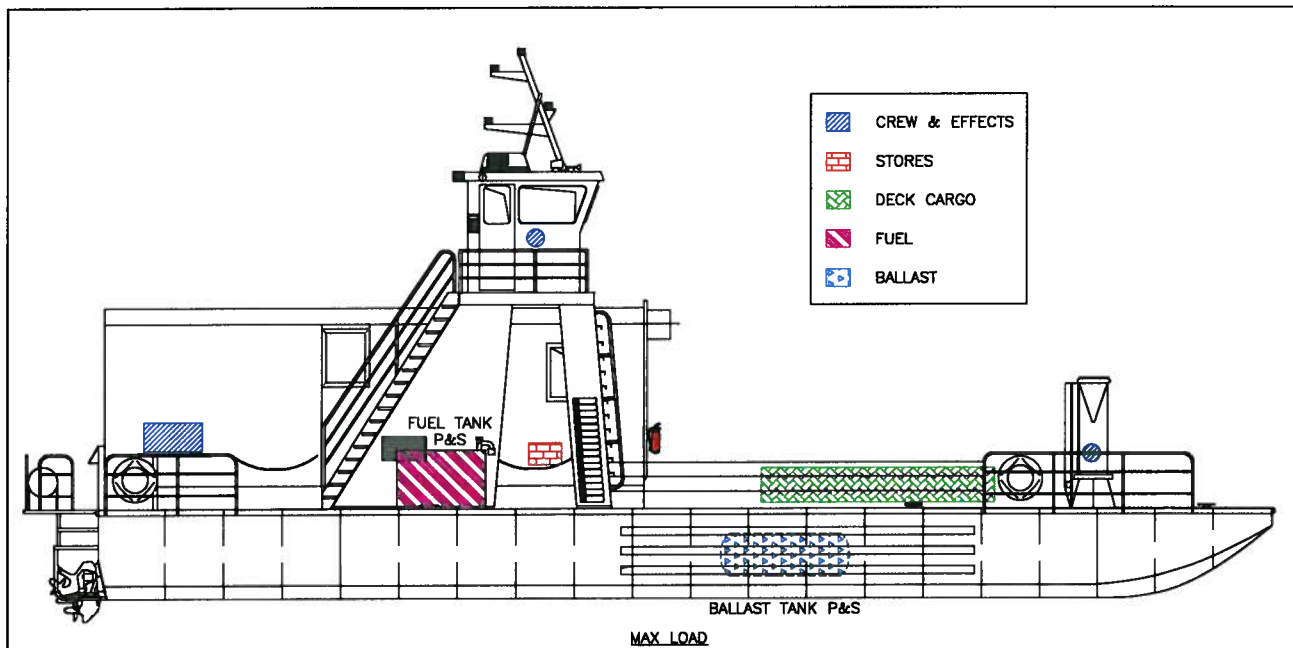 CREW & EFFECTS
STORES
DECK CARGO
FUEL
BALLAST
FUEL TANK
P&S
BALLAST TANK P&S
MAX LOAD